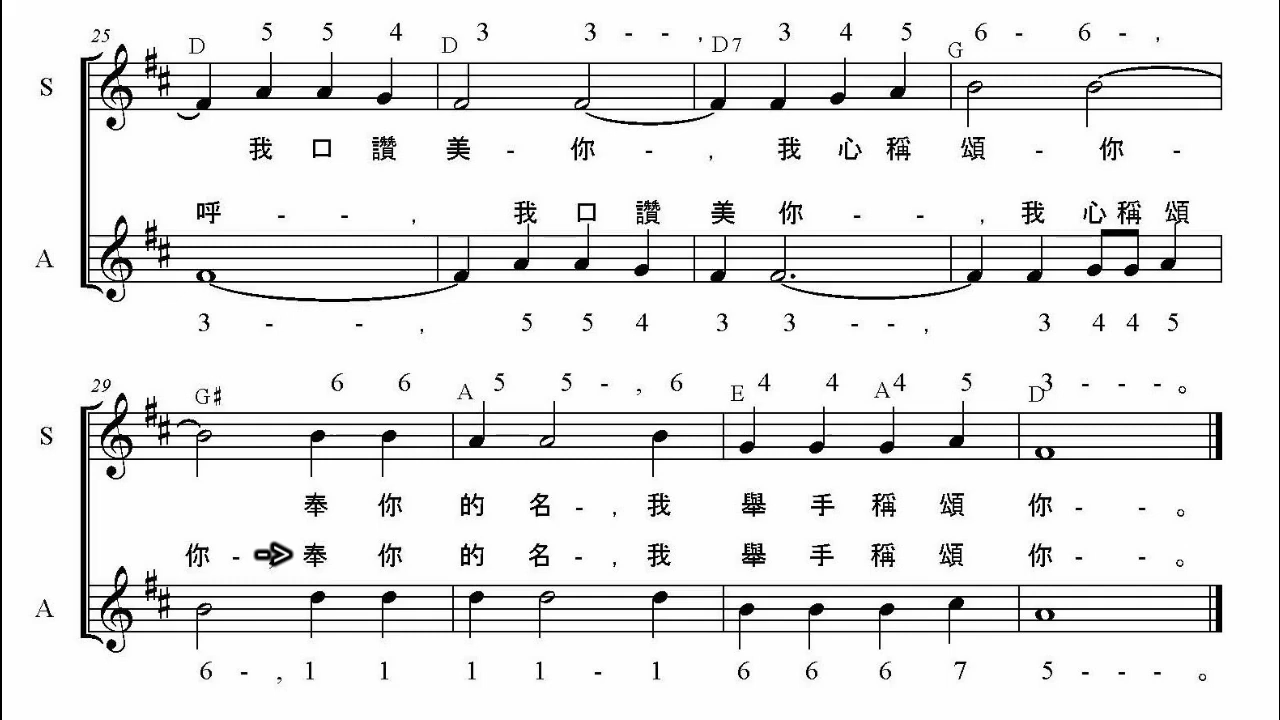 5 5 4 3 3 - - , 3 4 5 6 - 6 - ,
25 D D D7 G
S
我 口 讚 美 - 你 - , 我 心 稱 頌 - 你 -
呼 - - , 我 口 讚 美 你 - - , 我 心 稱 頌
A
3 - - , 5 5 4 3 3 - - , 3 4 4 5
6 6 5 5 - , 6 4 4 4 5 3 - - - 。
29 G# A E A D
S
奉 你 的 名 - , 我 舉 手 稱 頌 你 - - 。
你 - , 奉 你 的 名 - , 我 舉 手 稱 頌 你 - - 。
A
6 - , 1 1 1 1 - 1 6 6 6 7 5 - - - 。